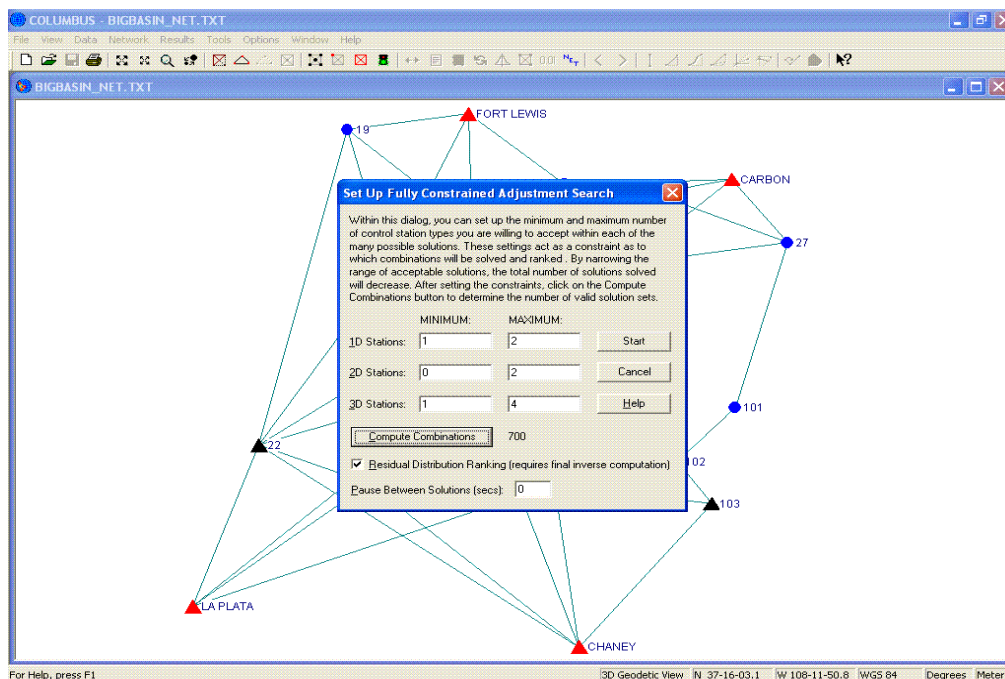 COLUMBUS - BIGBASIN_NET.TXT
File View Data Network Results Tools Options Window Help
0.01 NET
BIGBASIN_NET.TXT
FORT LEWIS
19
CARBON
27
Set Up Fully Constrained Adjustment Search
Within this dialog, you can set up the minimum and maximum number
of control station types you are willing to accept within each of the
many possible solutions. These settings act as a constraint as to
which combinations will be solved and ranked . By narrowing the
range of acceptable solutions, the total number of solutions solved
will decrease. After setting the constraints, click on the Compute
Combinations button to determine the number of valid solution sets.
MINIMUM: MAXIMUM:
1D Stations: 1 2 Start
2D Stations: 0 2 Cancel
3D Stations: 1 4 Help
101
Compute Combinations 700
22
Residual Distribution Ranking (requires final inverse computation)
102
Pause Between Solutions (secs): 0
103
LA PLATA
CHANEY
For Help, press F1 3D Geodetic View N 37-16-03.1 W 108-11-50.8 WGS 84 Degrees Meter